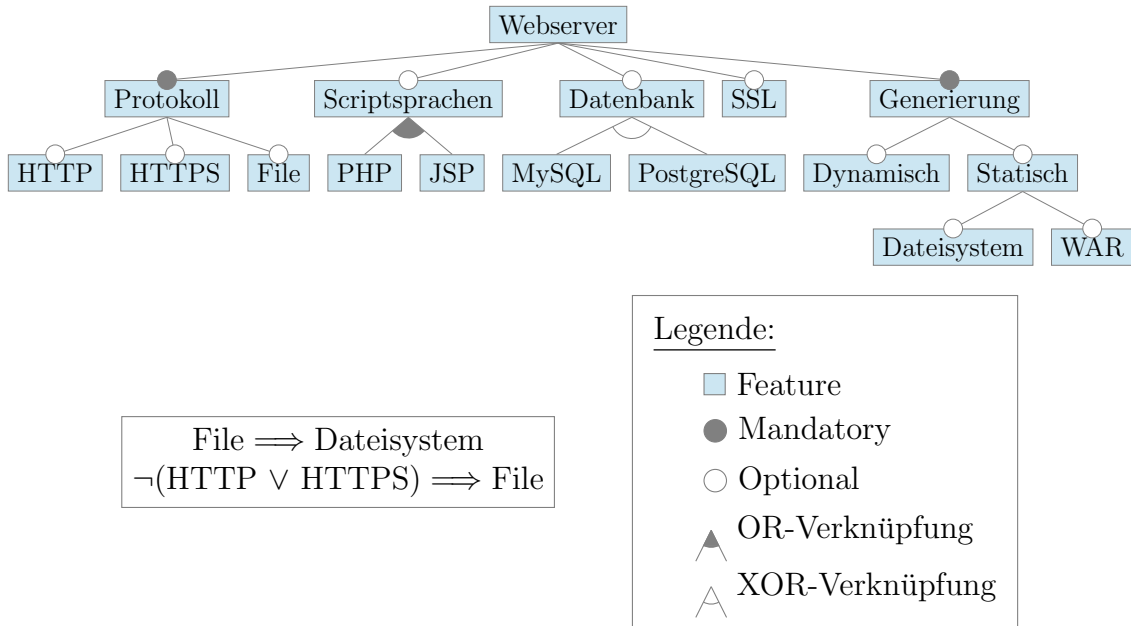 Webserver
Protokoll Scriptsprachen Datenbank SSL Generierung
HTTP HTTPS File PHP JSP MySQL PostgreSQL Dynamisch Statisch
Dateisystem WAR
Legende:
Feature
Mandatory
Optional
OR-Verknüpfung
XOR-Verknüpfung
File ⟹ Dateisystem
¬(HTTP ∨ HTTPS) ⟹ File